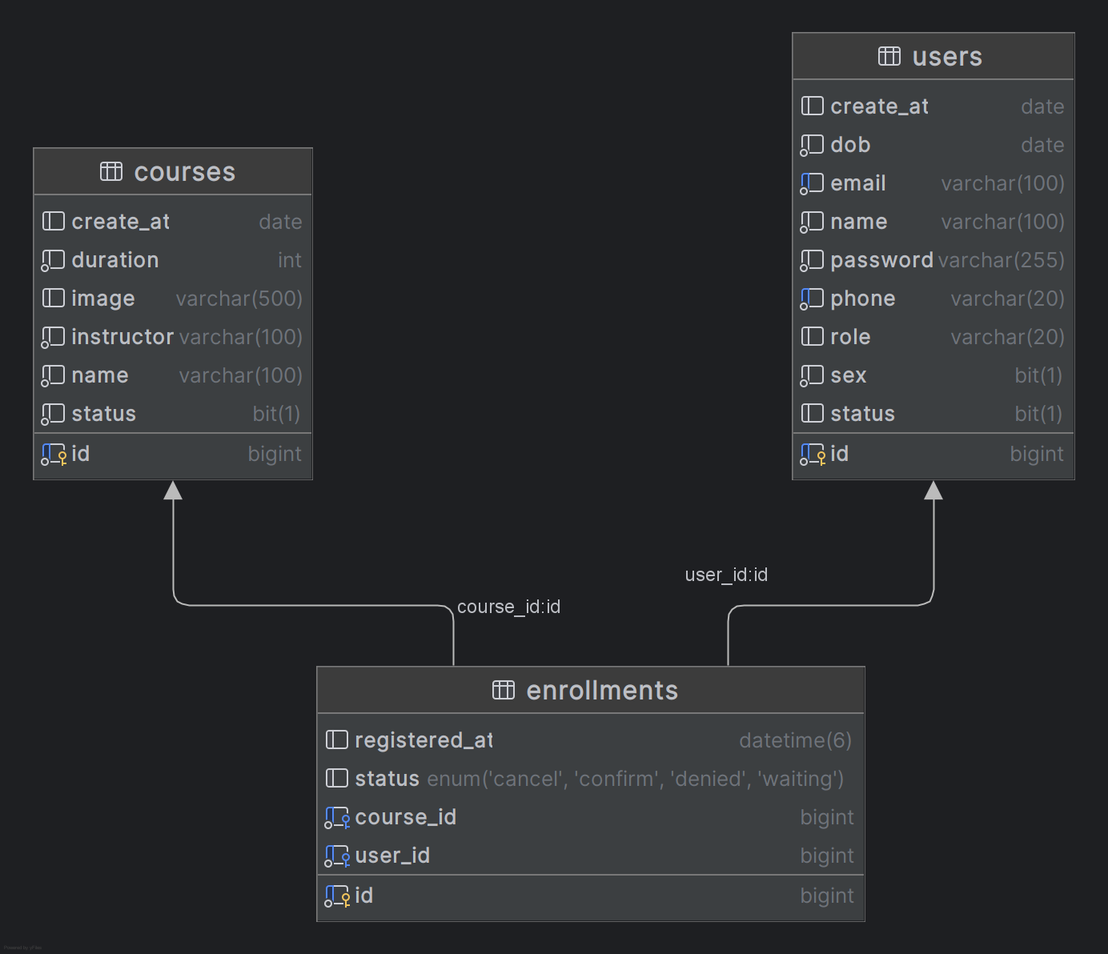 users
create_at date
dob date
email varchar(100)
name varchar(100)
password varchar(255)
phone varchar(20)
role varchar(20)
sex bit(1)
status bit(1)
id bigint
courses
create_at date
duration int
image varchar(500)
instructor varchar(100)
name varchar(100)
status bit(1)
id bigint
user_id:id
course_id:id
enrollments
registered_at datetime(6)
status enum('cancel', 'confirm', 'denied', 'waiting')
course_id bigint
user_id bigint
id bigint
Powered by yFiles